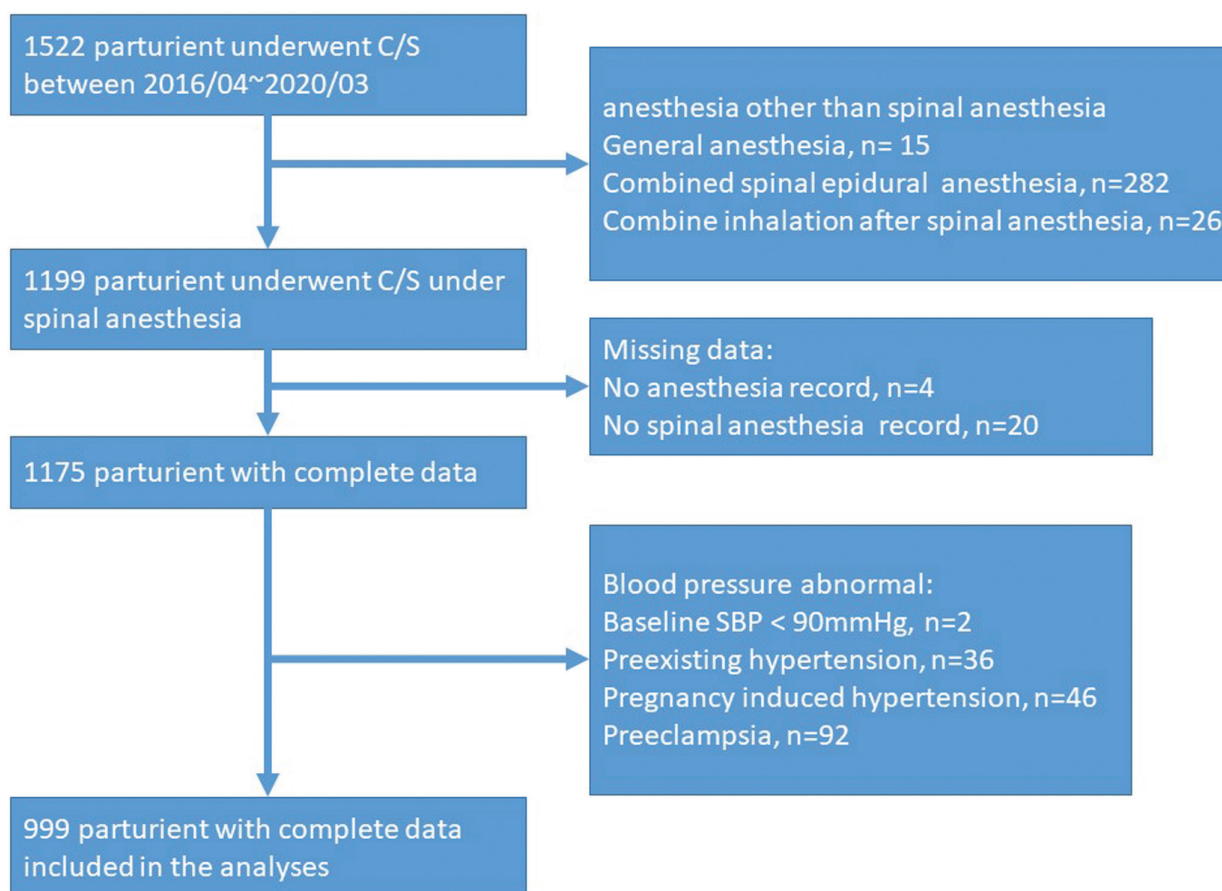 1522 parturient underwent C/S
between 2016/04~2020/03
anesthesia other than spinal anesthesia
General anesthesia, n= 15
Combined spinal epidural anesthesia, n=282
Combine inhalation after spinal anesthesia, n=26
1199 parturient underwent C/S under
spinal anesthesia
Missing data:
No anesthesia record, n=4
No spinal anesthesia record, n=20
1175 parturient with complete data
Blood pressure abnormal:
Baseline SBP < 90mmHg, n=2
Preexisting hypertension, n=36
Pregnancy induced hypertension, n=46
Preeclampsia, n=92
999 parturient with complete data
included in the analyses